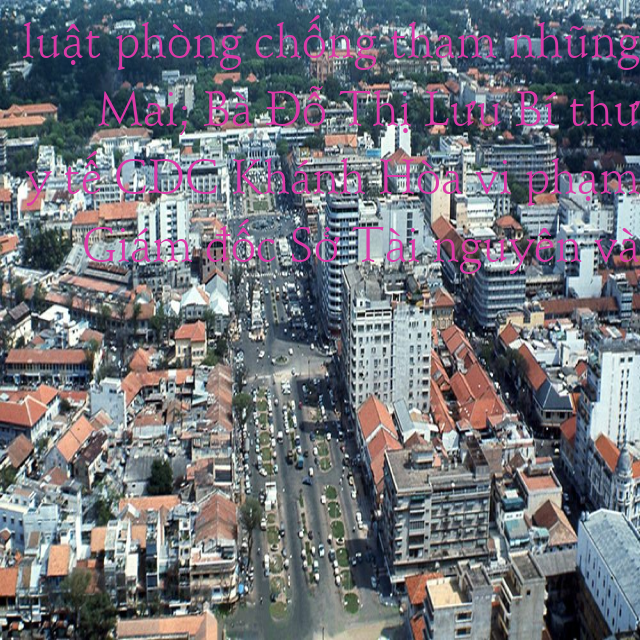 luật phòng chống tham nhũng
Mai, Bà Đỗ Thị Lưu Bí thư
y tế CDC Khánh Hòa vi phạm
Giám đốc Sở Tài nguyên và